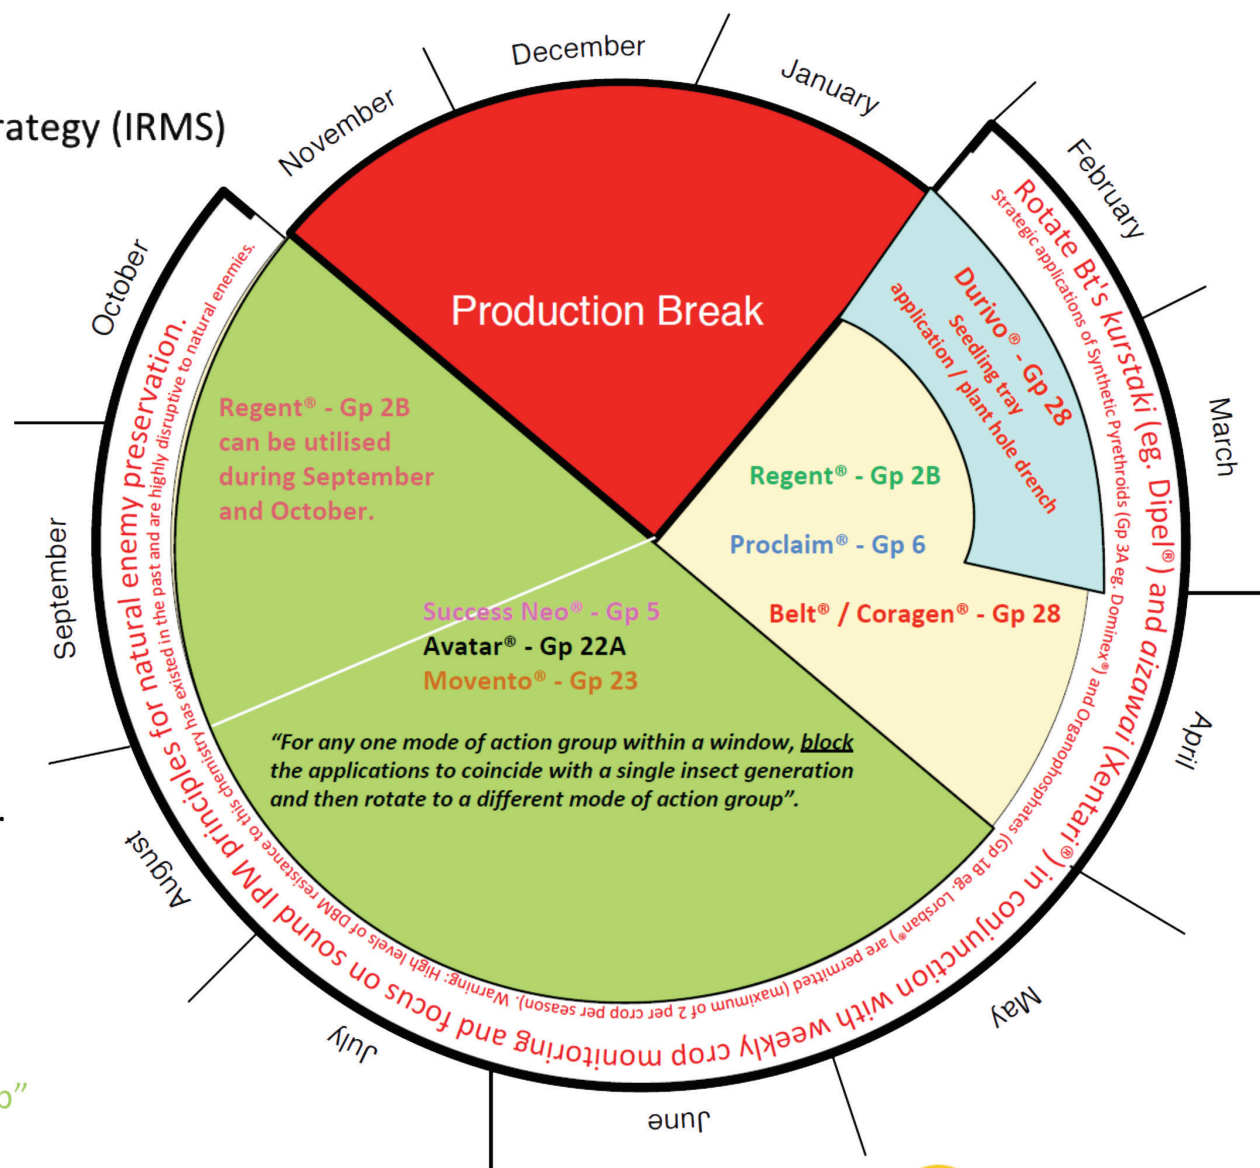 rategy (IRMS)
December
January
February
March
April
May
June
July
August
September
October
November
Production Break
Durivo® - Gp 28
Seedling tray
application / plant hole drench
Regent® - Gp 2B
Proclaim® - Gp 6
Belt® / Coragen® - Gp 28
Regent® - Gp 2B
can be utilised
during September
and October.
Success Neo® - Gp 5
Avatar® - Gp 22A
Movento® - Gp 23
“For any one mode of action group within a window, block
the applications to coincide with a single insect generation
and then rotate to a different mode of action group”.
Rotate Bt's kurstaki (eg. Dipel®) and aizawai (Xentari®) in conjunction with weekly crop monitoring and focus on sound IPM principles for natural enemy preservation.
Strategic applications of Synthetic Pyrethroids (Gp 3A eg. Dominex®) and Organophosphates (Gp 1B eg. Lorsban®) are permitted (maximum of 2 per crop per season). Warning: High levels of DBM resistance to this chemistry has existed in the past and are highly disruptive to natural enemies.